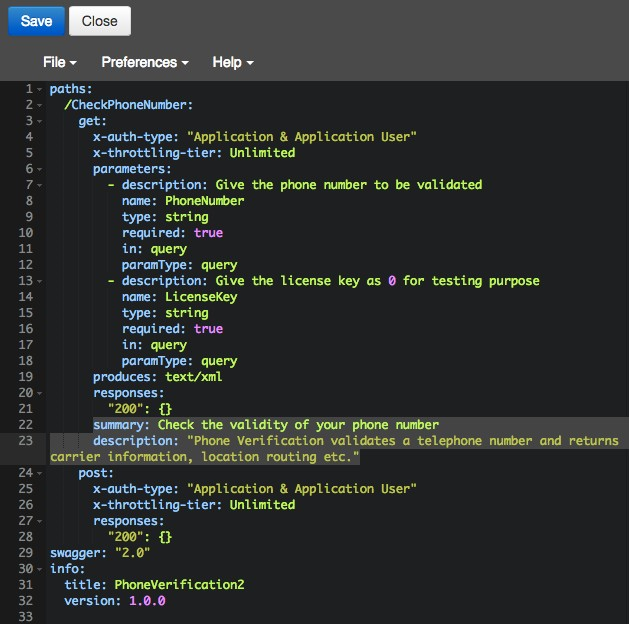 Save Close
File Preferences Help
1 paths:
2 /CheckPhoneNumber:
3 get:
4 x-auth-type: "Application & Application User"
5 x-throttling-tier: Unlimited
6 parameters:
7 - description: Give the phone number to be validated
8 name: PhoneNumber
9 type: string
10 required: true
11 in: query
12 paramType: query
13 - description: Give the license key as 0 for testing purpose
14 name: LicenseKey
15 type: string
16 required: true
17 in: query
18 paramType: query
19 produces: text/xml
20 responses:
21 "200": {}
22 summary: Check the validity of your phone number
23 description: "Phone Verification validates a telephone number and returns
carrier information, location routing etc."
24 post:
25 x-auth-type: "Application & Application User"
26 x-throttling-tier: Unlimited
27 responses:
28 "200": {}
29 swagger: "2.0"
30 info:
31 title: PhoneVerification2
32 version: 1.0.0
33